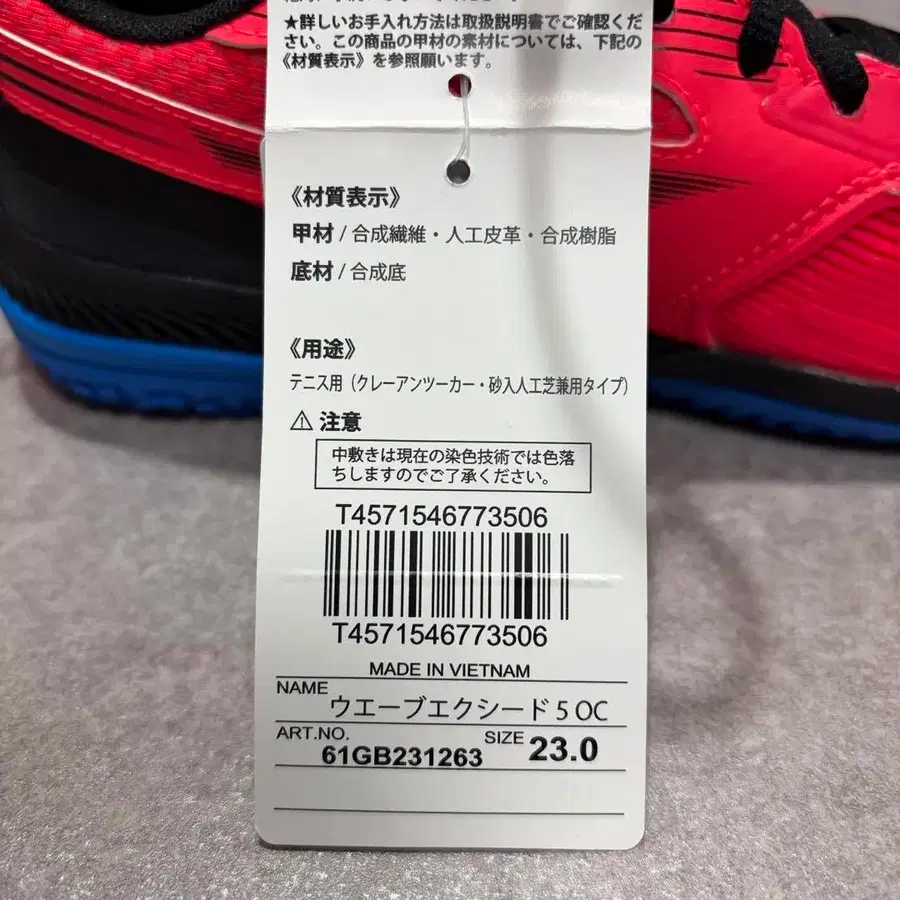 ★詳しいお手入れ方法は取扱説明書でご確認くだ
さい。この商品の甲材の素材については、下記の
《材質表示》を参照願います。
《材質表示》
甲材 / 合成繊維・人工皮革・合成樹脂
底材 / 合成底
《用途》
テニス用（クレーアンツーカー・砂入人工芝兼用タイプ）
⚠ 注意
中敷きは現在の染色技術では色落
ちしますのでご了承ください。
T4571546773506
T4571546773506
MADE IN VIETNAM
NAME
ウエーブエクシード 5 OC
ART.NO.
61GB231263
SIZE 23.0